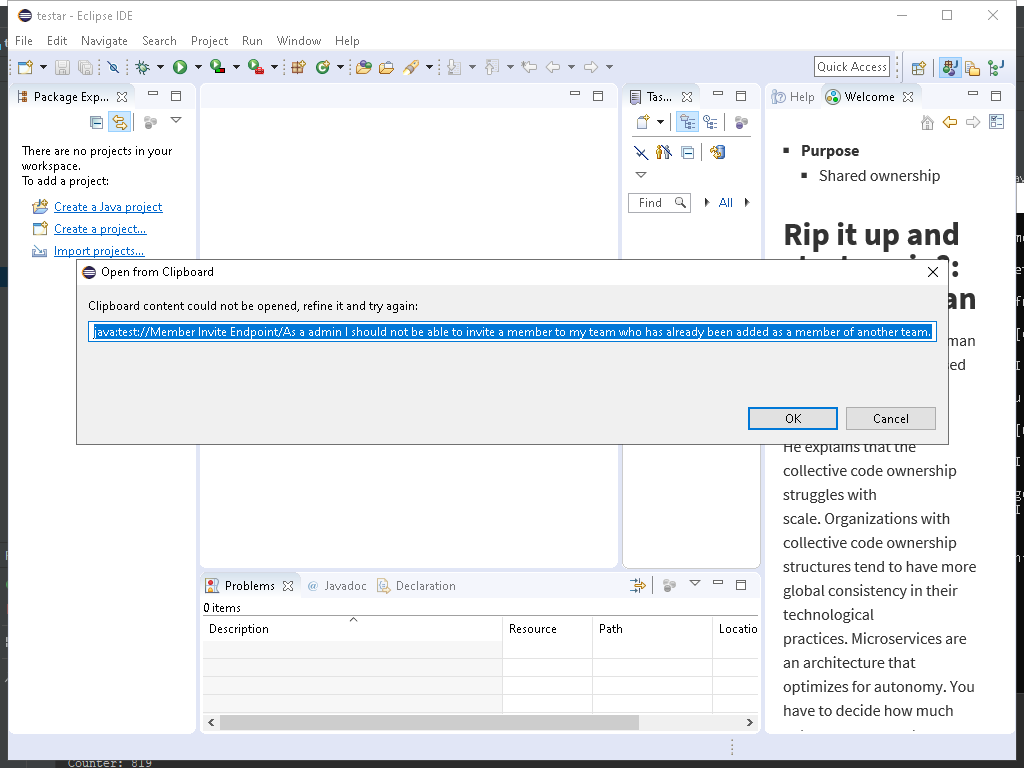 testar - Eclipse IDE
File Edit Navigate Search Project Run Window Help
Quick Access
Package Exp...
Tas...
Help
Welcome
There are no projects in your
workspace.
To add a project:
Create a Java project
Create a project...
Import projects...
Find
All
Purpose
Shared ownership
Rip it up and
Open from Clipboard
Clipboard content could not be opened, refine it and try again:
java:test://Member Invite Endpoint/As a admin I should not be able to invite a member to my team who has already been added as a member of another team.
OK
Cancel
He explains that the
collective code ownership
struggles with
scale. Organizations with
collective code ownership
structures tend to have more
global consistency in their
technological
practices. Microservices are
an architecture that
optimizes for autonomy. You
have to decide how much
Problems
@ Javadoc
Declaration
0 items
Description
Resource
Path
Locatio
Counter: 819